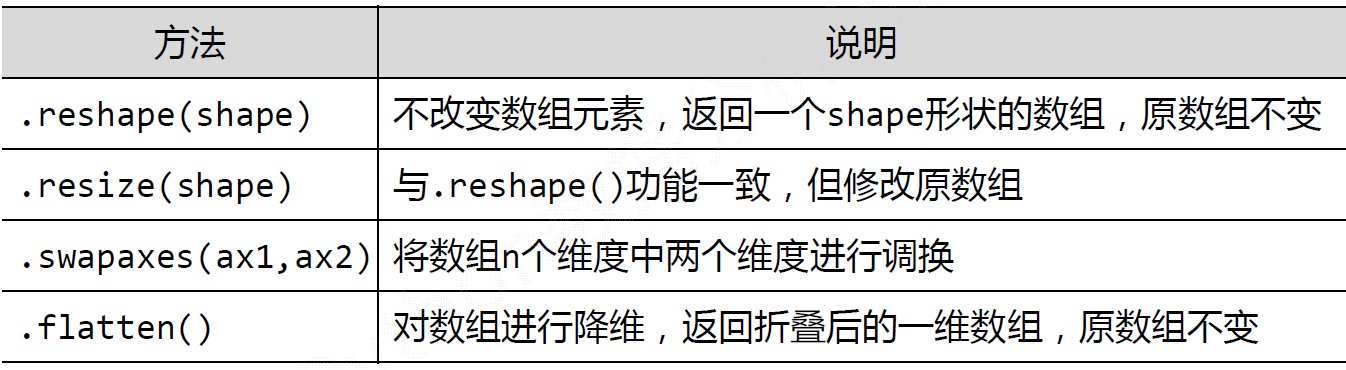 方法 说明
.reshape(shape) 不改变数组元素，返回一个shape形状的数组，原数组不变
.resize(shape) 与.reshape()功能一致，但修改原数组
.swapaxes(ax1,ax2) 将数组n个维度中两个维度进行调换
.flatten() 对数组进行降维，返回折叠后的一维数组，原数组不变